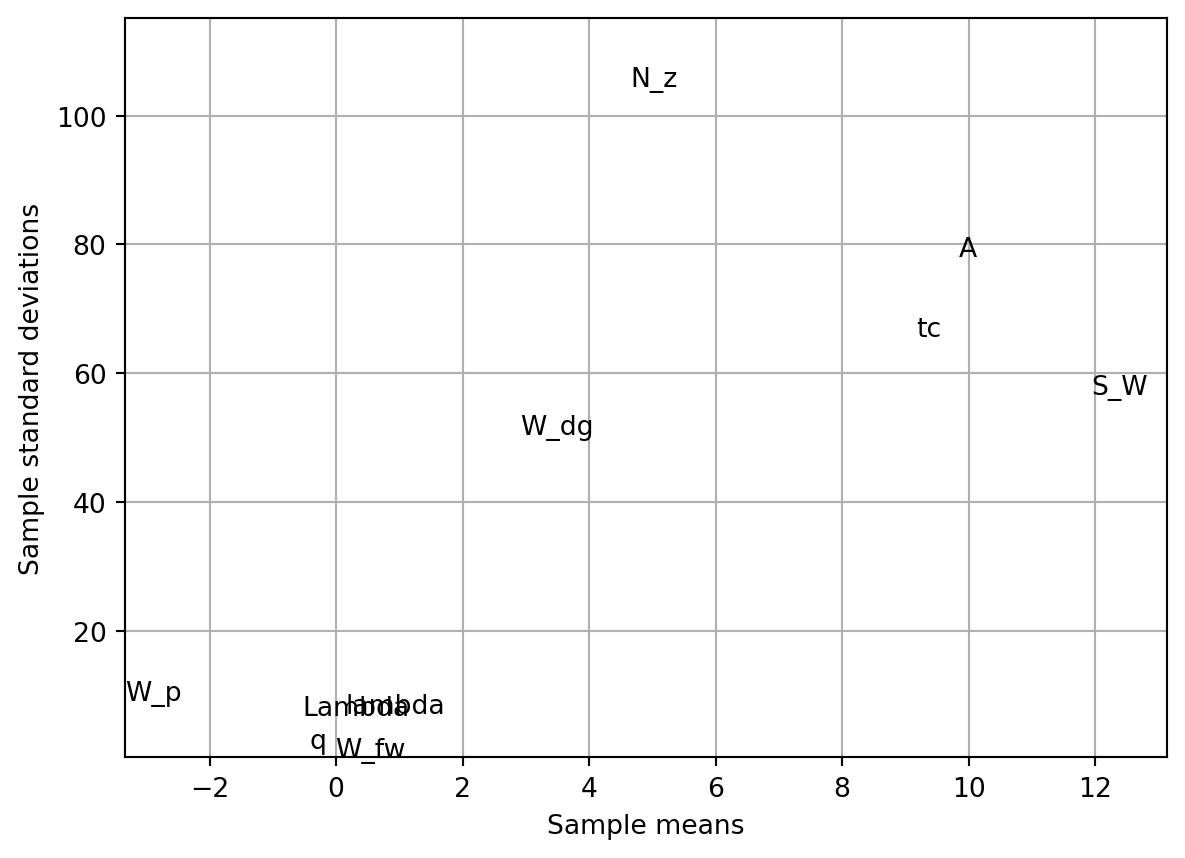 N_z
100
80
A
tc
60
S_W
W_dg
40
20
W_p
Lambda
lambda
q
W_fw
−2 0 2 4 6 8 10 12
Sample means
Sample standard deviations